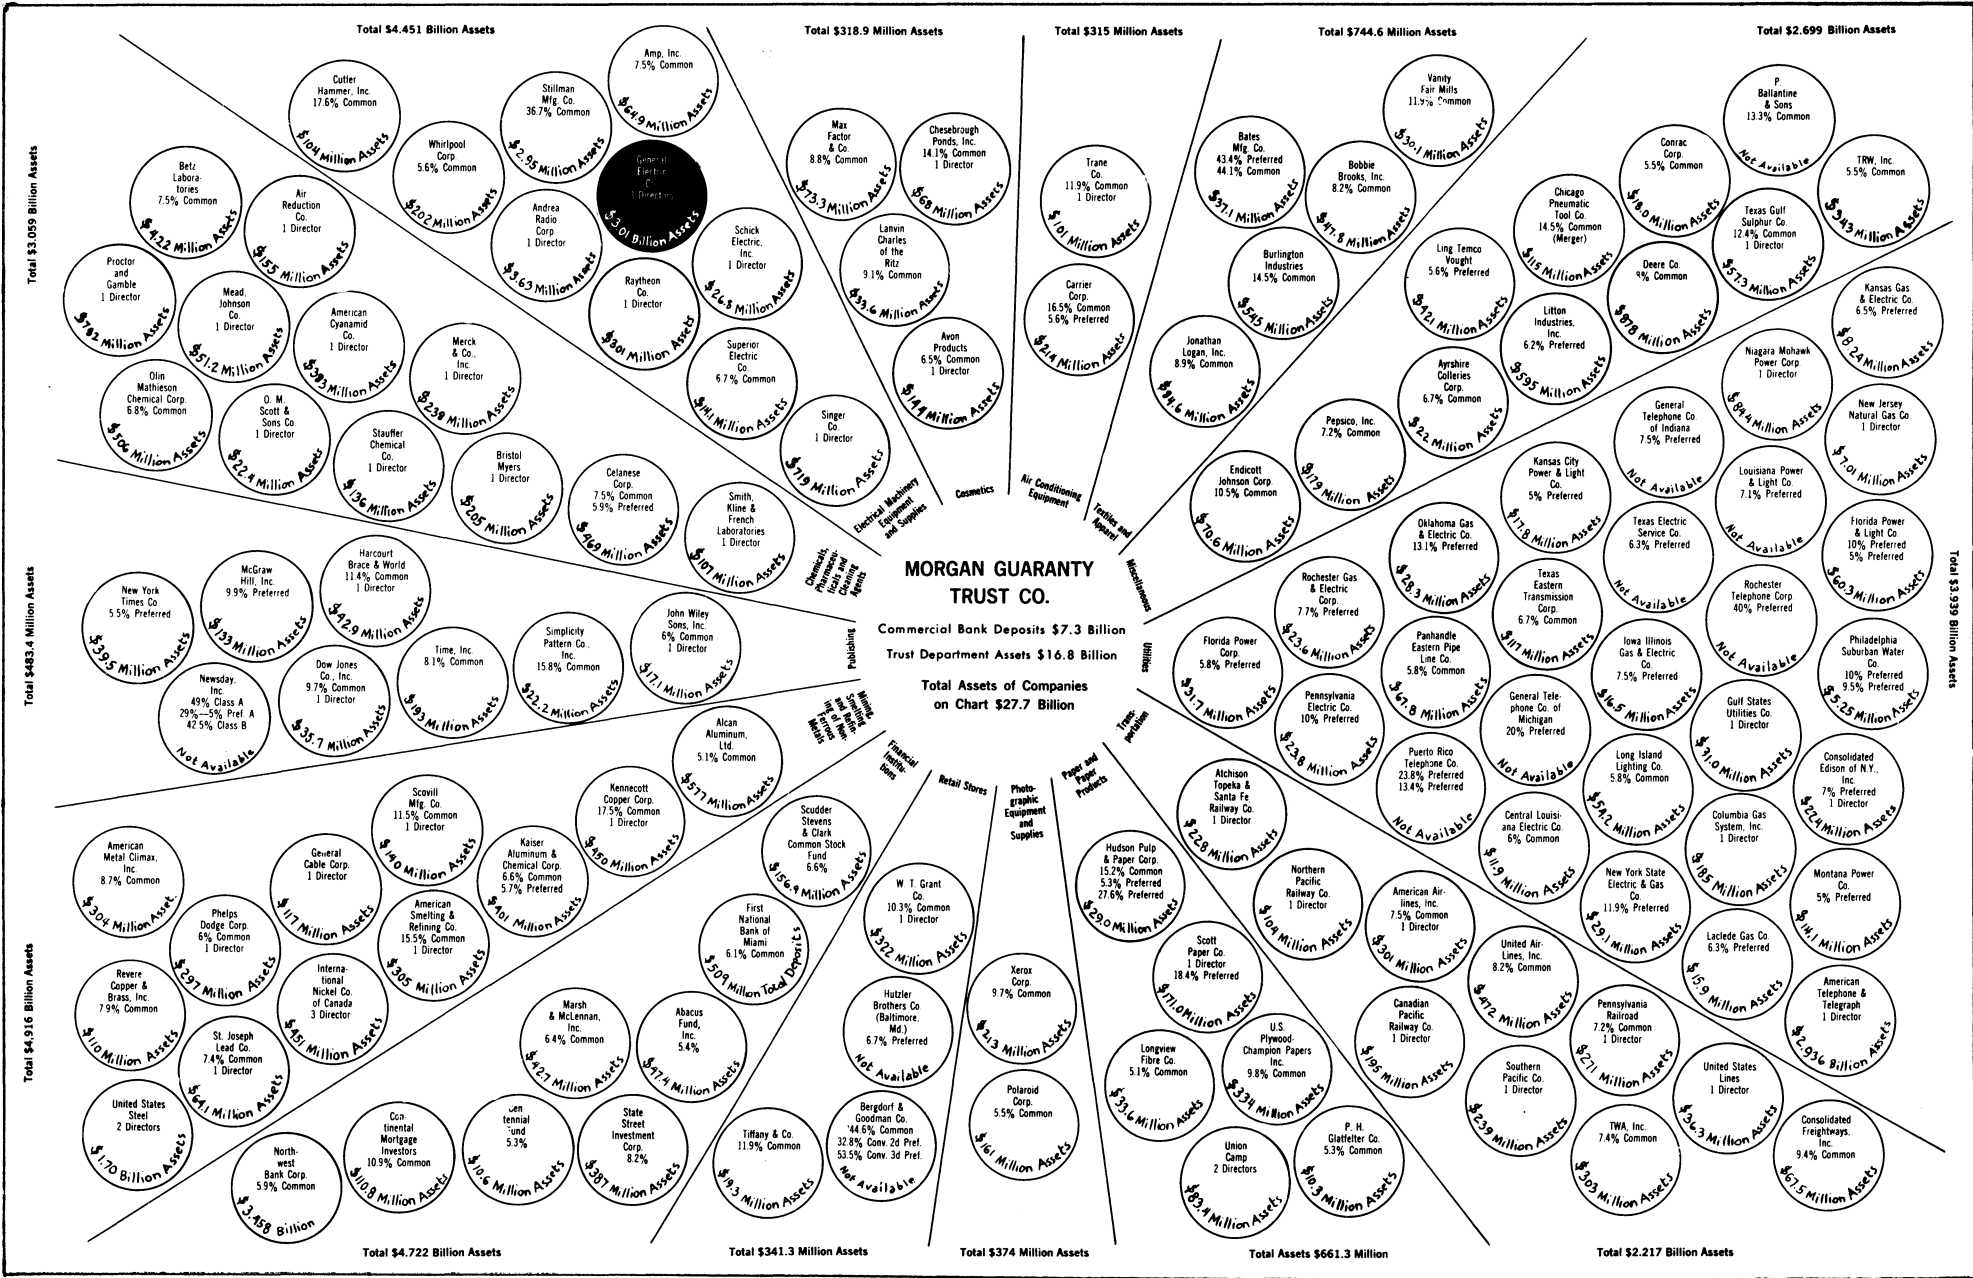 Total $4.451 Billion Assets
Total $318.9 Million Assets
Total $315 Million Assets
Total $744.6 Million Assets
Total $2.699 Billion Assets
Total $3.059 Billion Assets
Total $483.4 Million Assets
Total $4.916 Billion Assets
Total $3.939 Billion Assets
MORGAN GUARANTY
TRUST CO.
Commercial Bank Deposits $7.3 Billion
Trust Department Assets $16.8 Billion
Total Assets of Companies
on Chart $27.7 Billion
Electrical Machinery
Equipment
and Supplies
Cutler
Hammer, Inc.
17.6% Common
$104 Million Assets
Whirlpool
Corp.
5.6% Common
$202 Million Assets
Stillman
Mfg. Co.
36.7% Common
$2.95 Million Assets
Amp, Inc.
7.5% Common
$64.9 Million Assets
General
Electric
Co.
3 Directors
$3.01 Billion Assets
Andrea
Radio
Corp.
1 Director
$3.63 Million Assets
Schick
Electric,
Inc.
1 Director
$26.8 Million Assets
Raytheon
Co.
1 Director
$301 Million Assets
Superior
Electric
Co.
6.7% Common
$14.1 Million Assets
Singer
Co.
1 Director
$719 Million Assets
Cosmetics
Max
Factor
& Co.
8.8% Common
$73.3 Million Assets
Chesebrough
Ponds, Inc.
14.1% Common
1 Director
$68 Million Assets
Lanvin
Charles
of the
Ritz
9.1% Common
$33.6 Million Assets
Avon
Products
6.5% Common
1 Director
$144 Million Assets
Air Conditioning
Equipment
Trane
Co.
11.9% Common
1 Director
$101 Million Assets
Carrier
Corp.
16.5% Common
5.6% Preferred
$214 Million Assets
Textiles and
Apparel
Vanity
Fair Mills
11.9% Common
$30.1 Million Assets
Bates
Mfg. Co.
43.4% Preferred
44.1% Common
$37.1 Million Assets
Bobbie
Brooks, Inc.
8.2% Common
$47.8 Million Assets
Burlington
Industries
14.5% Common
$545 Million Assets
Jonathan
Logan, Inc.
8.9% Common
$84.6 Million Assets
Miscellaneous
P.
Ballantine
& Sons
13.3% Common
Not Available
Conrac
Corp.
5.5% Common
$18.0 Million Assets
TRW, Inc.
5.5% Common
$343 Million Assets
Chicago
Pneumatic
Tool Co.
14.5% Common
(Merger)
$115 Million Assets
Texas Gulf
Sulphur Co.
12.4% Common
1 Director
$57.3 Million Assets
Ling Temco
Vought
5.6% Preferred
$421 Million Assets
Deere Co.
9% Common
$878 Million Assets
Litton
Industries,
Inc.
6.2% Preferred
$595 Million Assets
Ayrshire
Colleries
Corp.
6.7% Common
$22 Million Assets
Pepsico, Inc.
7.2% Common
$179 Million Assets
Endicott
Johnson Corp.
10.5% Common
$70.6 Million Assets
Chemicals,
Pharmaceu-
ticals and
Cleaning
Agents
Betz
Labora-
tories
7.5% Common
$4.22 Million Assets
Air
Reduction
Co.
1 Director
$155 Million Assets
Proctor
and
Gamble
1 Director
$782 Million Assets
Mead,
Johnson
Co.
1 Director
$51.2 Million Assets
American
Cyanamid
Co.
1 Director
$383 Million Assets
Merck
& Co.,
Inc.
1 Director
$238 Million Assets
Olin
Mathieson
Chemical Corp.
6.8% Common
$506 Million Assets
O. M.
Scott &
Sons Co.
1 Director
$22.4 Million Assets
Stauffer
Chemical
Co.
1 Director
$136 Million Assets
Bristol
Myers
1 Director
$205 Million Assets
Celanese
Corp.
7.5% Common
5.9% Preferred
$469 Million Assets
Smith,
Kline &
French
Laboratories
1 Director
$107 Million Assets
Publishing
New York
Times Co.
5.5% Preferred
$39.5 Million Assets
McGraw
Hill, Inc.
9.9% Preferred
$133 Million Assets
Harcourt
Brace & World
11.4% Common
1 Director
$42.9 Million Assets
Newsday,
Inc.
49% Class A
29%—5% Pref. A
42.5% Class B
Not Available
Dow Jones
Co., Inc.
9.7% Common
1 Director
$35.7 Million Assets
Time, Inc.
8.1% Common
$193 Million Assets
Simplicity
Pattern Co.,
Inc.
15.8% Common
$22.2 Million Assets
John Wiley
Sons, Inc.
6% Common
1 Director
$17.1 Million Assets
Mining,
Smelting
and Refin-
ing of Non-
Ferrous
Metals
Alcan
Aluminum,
Ltd.
5.1% Common
$577 Million Assets
Kennecott
Copper Corp.
17.5% Common
1 Director
$450 Million Assets
Scovill
Mfg. Co.
11.5% Common
1 Director
$140 Million Assets
Kaiser
Aluminum &
Chemical Corp.
6.6% Common
5.7% Preferred
$401 Million Assets
American
Metal Climax,
Inc.
8.7% Common
$304 Million Asset.
General
Cable Corp.
1 Director
$117 Million Assets
Phelps
Dodge Corp.
6% Common
1 Director
$297 Million Assets
American
Smelting &
Refining Co.
15.5% Common
1 Director
$305 Million Assets
Revere
Copper &
Brass, Inc.
7.9% Common
$110 Million Assets
Interna-
tional
Nickel Co.
of Canada
3 Director
$451 Million Assets
St. Joseph
Lead Co.
7.4% Common
1 Director
$64.1 Million Assets
United States
Steel
2 Directors
$1.70 Billion Assets
Financial
Institu-
tions
Scudder
Stevens
& Clark
Common Stock
Fund
6.6%
$156.9 Million Assets
First
National
Bank of
Miami
6.1% Common
$509 Million Total Deposits
Marsh
& McLennan,
Inc.
6.4% Common
$42.7 Million Assets
Abacus
Fund,
Inc.
5.4%
$47.4 Million Assets
North-
west
Bank Corp.
5.9% Common
$3.458 Billion
Con-
tinental
Mortgage
Investors
10.9% Common
$110.8 Million Assets
Cen
tennial
Fund
5.3%
$10.6 Million Assets
State
Street
Investment
Corp.
8.2%
$387 Million Assets
Retail Stores
W. T. Grant
Co.
10.3% Common
1 Director
$322 Million Assets
Hutzler
Brothers Co.
(Baltimore,
Md.)
6.7% Preferred
Not Available
Tiffany & Co.
11.9% Common
$19.3 Million Assets
Bergdorf &
Goodman Co.
44.6% Common
32.8% Conv. 2d Pref.
53.5% Conv. 3d Pref.
Not Available
Photo-
graphic
Equipment
and
Supplies
Xerox
Corp.
9.7% Common
$213 Million Assets
Polaroid
Corp.
5.5% Common
$161 Million Assets
Paper and
Paper
Products
Hudson Pulp
& Paper Corp.
15.2% Common
5.3% Preferred
27.6% Preferred
$29.0 Million Assets
Scott
Paper Co.
1 Director
18.4% Preferred
$171.0 Million Assets
Longview
Fibre Co.
5.1% Common
$33.6 Million Assets
U.S.
Plywood-
Champion Papers
Inc.
9.8% Common
$334 Million Assets
Union
Camp
2 Directors
$83.4 Million Assets
P. H.
Glatfelter Co.
5.3% Common
$10.3 Million Assets
Trans-
portation
Atchison
Topeka &
Santa Fe
Railway Co.
1 Director
$228 Million Assets
Northern
Pacific
Railway Co.
1 Director
$104 Million Assets
American Air-
lines, Inc.
7.5% Common
1 Director
$301 Million Assets
United Air-
Lines, Inc.
8.2% Common
$472 Million Assets
Canadian
Pacific
Railway Co.
1 Director
$195 Million Assets
Pennsylvania
Railroad
7.2% Common
1 Director
$271 Million Assets
Southern
Pacific Co.
1 Director
$239 Million Assets
United States
Lines
1 Director
$36.3 Million Assets
TWA, Inc.
7.4% Common
$303 Million Assets
Consolidated
Freightways,
Inc.
9.4% Common
$67.5 Million Assets
Utilities
Kansas Gas
& Electric Co.
6.5% Preferred
$8.24 Million Assets
Niagara Mohawk
Power Corp.
1 Director
$84.4 Million Assets
General
Telephone Co.
of Indiana
7.5% Preferred
Not Available
New Jersey
Natural Gas Co.
1 Director
$7.01 Million Assets
Kansas City
Power & Light
Co.
5% Preferred
$17.8 Million Assets
Louisiana Power
& Light Co.
7.1% Preferred
Not Available
Oklahoma Gas
& Electric Co.
13.1% Preferred
$28.3 Million Assets
Texas Electric
Service Co.
6.3% Preferred
Not Available
Florida Power
& Light Co.
10% Preferred
5% Preferred
$60.3 Million Assets
Rochester Gas
& Electric
Corp.
7.7% Preferred
$23.6 Million Assets
Texas
Eastern
Transmission
Corp.
6.7% Common
$117 Million Assets
Rochester
Telephone Corp.
40% Preferred
Not Available
Florida Power
Corp.
5.8% Preferred
$31.7 Million Assets
Panhandle
Eastern Pipe
Line Co.
5.8% Common
$67.8 Million Assets
Iowa Illinois
Gas & Electric
Co.
7.5% Preferred
$16.5 Million Assets
Philadelphia
Suburban Water
Co.
10% Preferred
9.5% Preferred
$5.25 Million Assets
Pennsylvania
Electric Co.
10% Preferred
$23.8 Million Assets
General Tele-
phone Co. of
Michigan
20% Preferred
Not Available
Gulf States
Utilities Co.
1 Director
$31.0 Million Assets
Puerto Rico
Telephone Co.
23.8% Preferred
13.4% Preferred
Not Available
Long Island
Lighting Co.
5.8% Common
$54.2 Million Assets
Consolidated
Edison of N.Y.,
Inc.
7% Preferred
1 Director
$224 Million Assets
Central Louisi-
ana Electric Co.
6% Common
$11.9 Million Assets
Columbia Gas
System, Inc.
1 Director
$185 Million Assets
New York State
Electric & Gas
Co.
11.9% Preferred
$29.1 Million Assets
Montana Power
Co.
5% Preferred
$14.1 Million Assets
Laclede Gas Co.
6.3% Preferred
$15.9 Million Assets
American
Telephone &
Telegraph
1 Director
$2.936 Billion Assets
Total $4.722 Billion Assets
Total $341.3 Million Assets
Total $374 Million Assets
Total Assets $661.3 Million
Total $2.217 Billion Assets